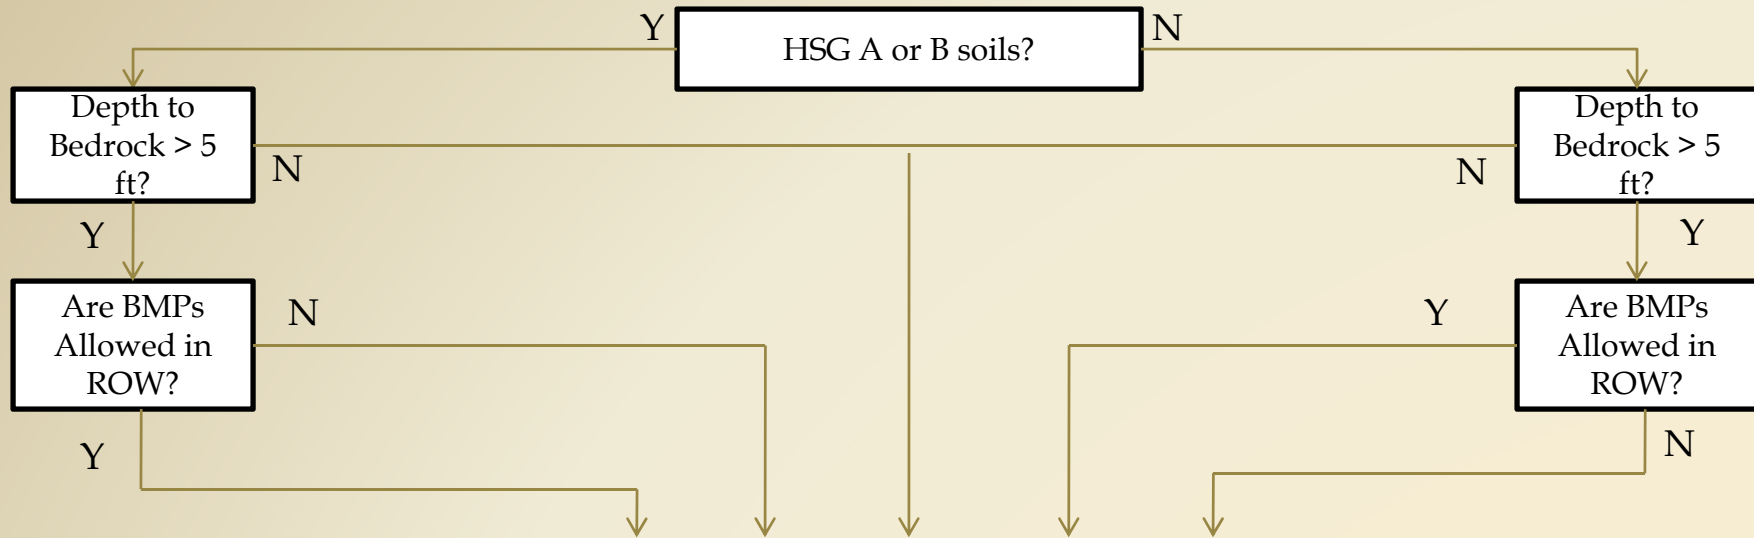 Y
HSG A or B soils?
N
Depth to
Bedrock > 5
ft?
N
Depth to
Bedrock > 5
ft?
N
Y
Y
Are BMPs
Allowed in
ROW?
N
Y
Are BMPs
Allowed in
ROW?
Y
N